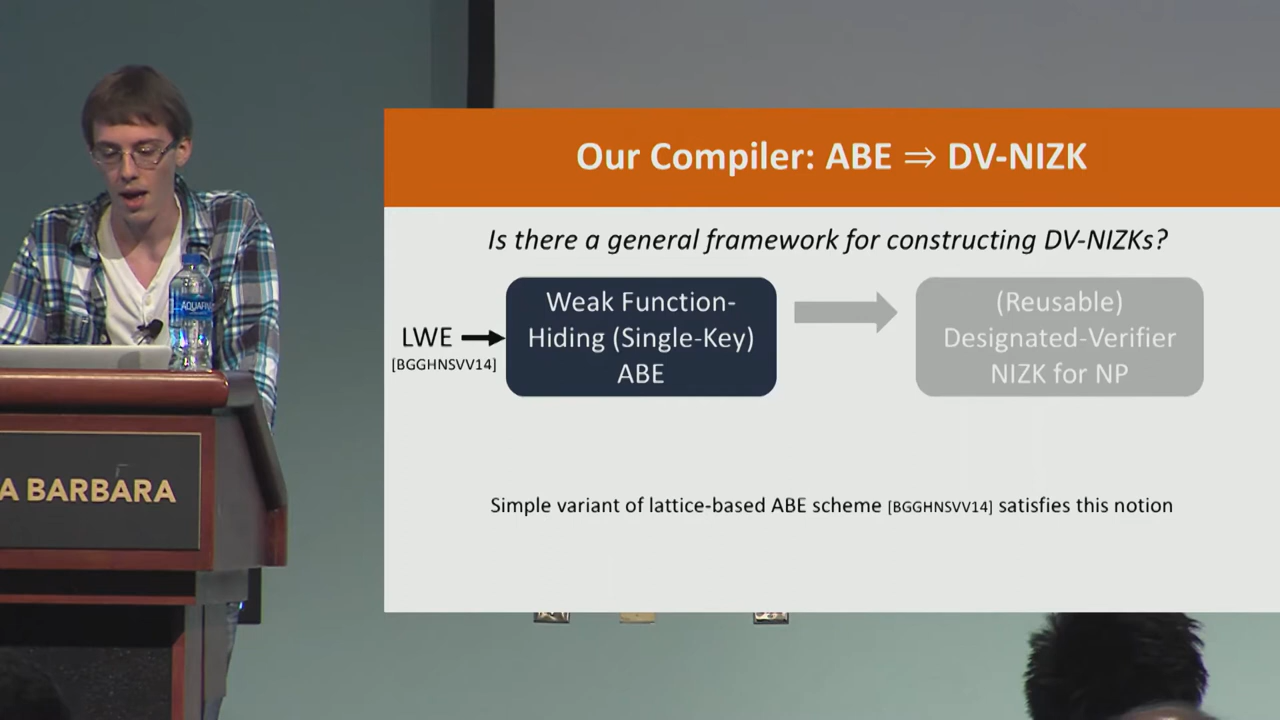 Our Compiler: ABE ⇒ DV-NIZK
Is there a general framework for constructing DV-NIZKs?
LWE
[BGGHNSVV14]
Weak Function-
Hiding (Single-Key)
ABE
(Reusable)
Designated-Verifier
NIZK for NP
Simple variant of lattice-based ABE scheme [BGGHNSVV14] satisfies this notion
A BARBARA